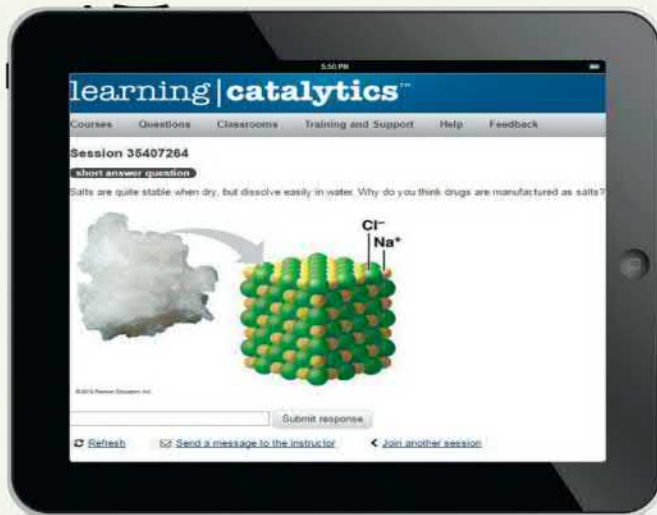 5:50 PM
learning|catalytics™
Courses Questions Classrooms Training and Support Help Feedback
Session 35407264
short answer question
Salts are quite stable when dry, but dissolve easily in water. Why do you think drugs are manufactured as salts?
Cl⁻
Na⁺
Submit response
Refresh Send a message to the instructor Join another session